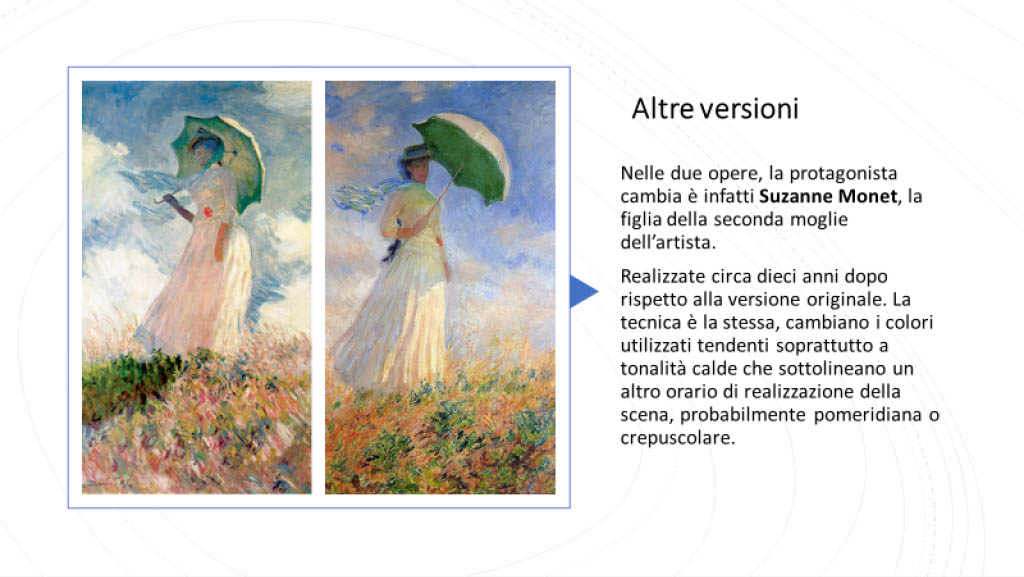 Altre versioni
Nelle due opere, la protagonista
cambia è infatti Suzanne Monet, la
figlia della seconda moglie
dell’artista.
Realizzate circa dieci anni dopo
rispetto alla versione originale. La
tecnica è la stessa, cambiano i colori
utilizzati tendenti soprattutto a
tonalità calde che sottolineano un
altro orario di realizzazione della
scena, probabilmente pomeridiana o
crepuscolare.